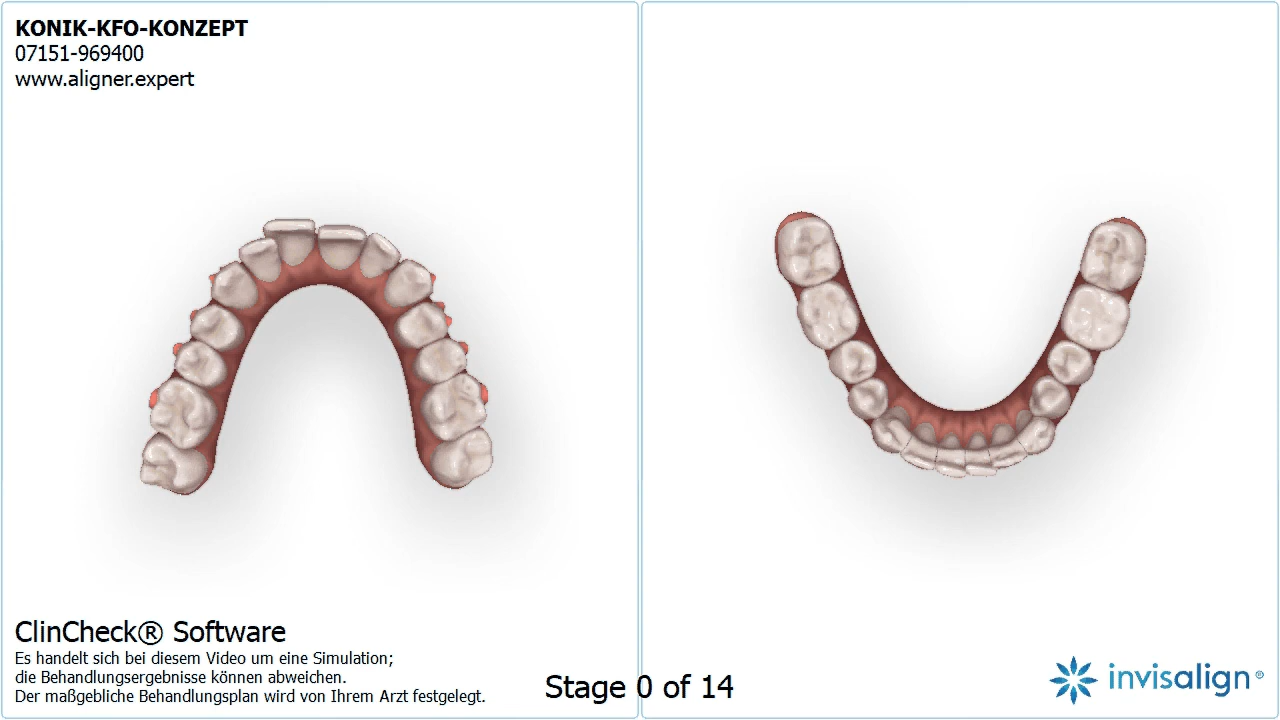 KONIK-KFO-KONZEPT
07151-969400
www.aligner.expert
ClinCheck® Software
Es handelt sich bei diesem Video um eine Simulation;
die Behandlungsergebnisse können abweichen.
Der maßgebliche Behandlungsplan wird von Ihrem Arzt festgelegt.
Stage 0 of 14
invisalign®